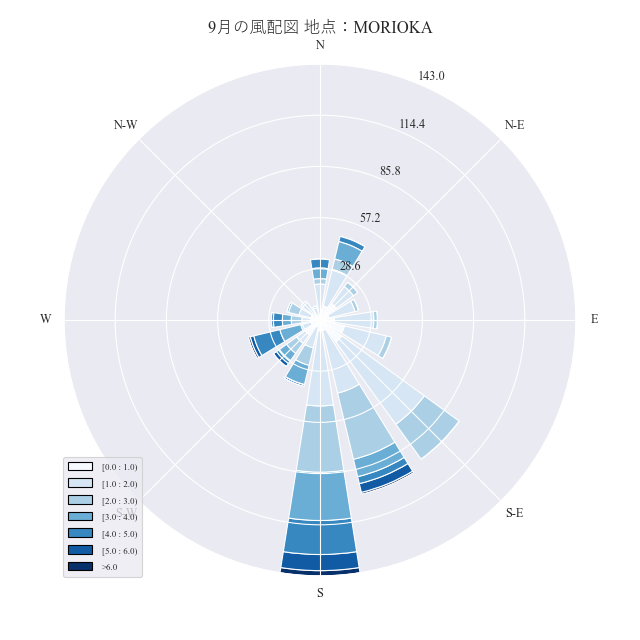 9月の風配図 地点：MORIOKA
N
143.0
114.4
N-W
N-E
85.8
57.2
28.6
W
E
[0.0 : 1.0)
[1.0 : 2.0)
[2.0 : 3.0)
[3.0 : 4.0)
[4.0 : 5.0)
[5.0 : 6.0)
>6.0
S-W
S-E
S